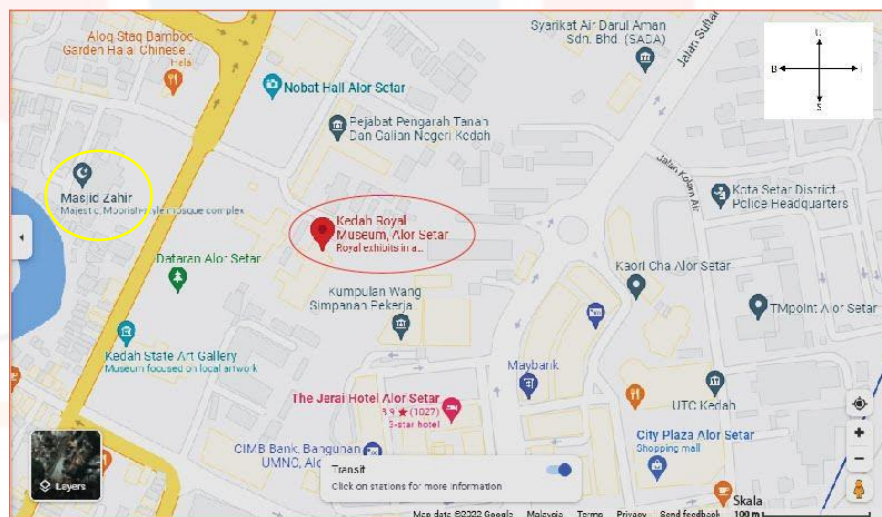 Aloq Staq Bamboo
Garden Halal Chinese...
Hala
Syarikat Air Darul Aman
Sdn. Bhd. (SADA)
Jalan Sultan
U
B
T
S
Nobat Hall Alor Setar
Pejabat Pengarah Tanah
Dan Galian Negeri Kedah
Jalan Kolam Air
Masjid Zahir
Majestic, Moorish-style mosque complex
Kedah Royal
Museum, Alor Setar
Royal exhibits in a...
Kota Setar District
Police Headquarters
Dataran Alor Setar
Kumpulan Wang
Simpanan Pekerja...
Kaori Cha Alor Setar
TMpoint Alor Setar
Kedah State Art Gallery
Museum focused on local artwork
Maybank
The Jerai Hotel Alor Setar
3.9 ★ (1027)
3-star hotel
UTC Kedah
City Plaza Alor Setar
Shopping mall
CIMB Bank, Bangunan
UMNO, Alo
Layers
Transit
Click on stations for more information
Skala
Map data ©2022 Google Malaysia Terms Privacy Send feedback 100 m